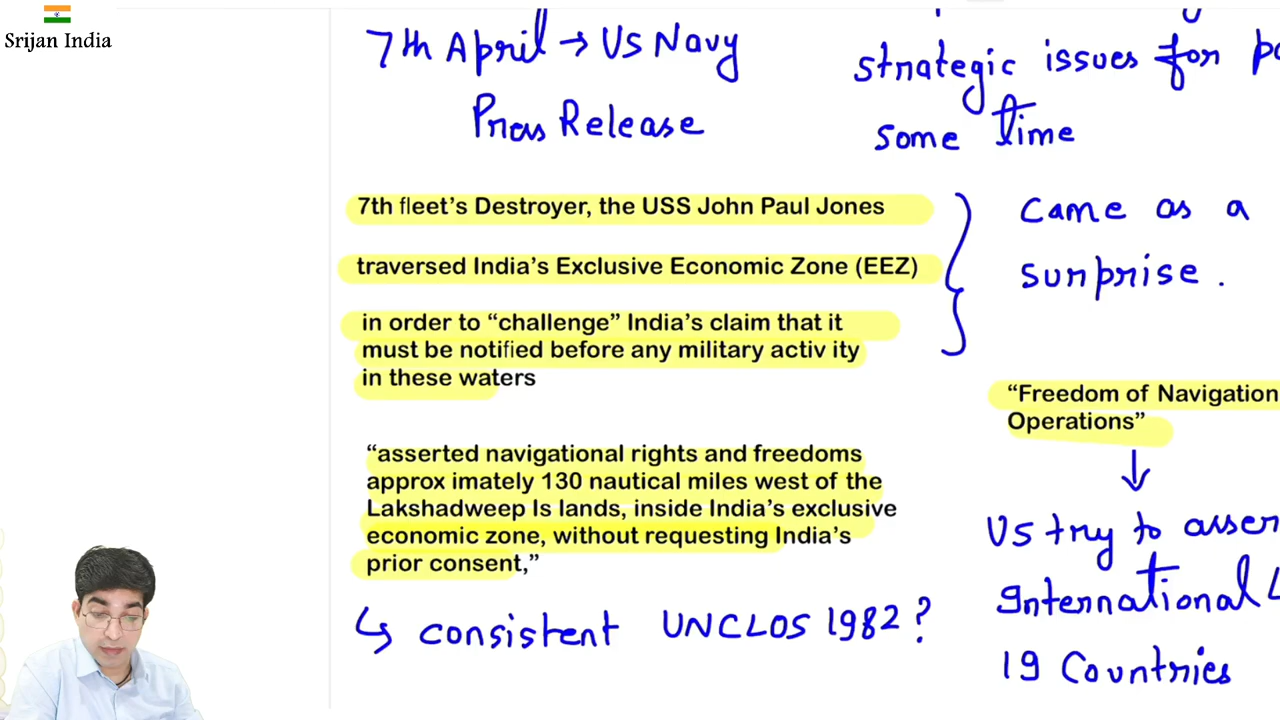 Srijan India
7th April → US Navy
Press Release
strategic issues for
some time
7th fleet's Destroyer, the USS John Paul Jones
traversed India's Exclusive Economic Zone (EEZ)
came as a
surprise.
in order to “challenge” India's claim that it
must be notified before any military activ ity
in these waters
“Freedom of Navigation
Operations”
“asserted navigational rights and freedoms
approx imately 130 nautical miles west of the
Lakshadweep Is lands, inside India's exclusive
economic zone, without requesting India's
prior consent,”
US try to
International
19 Countries
↳ consistent UNCLOS 1982?